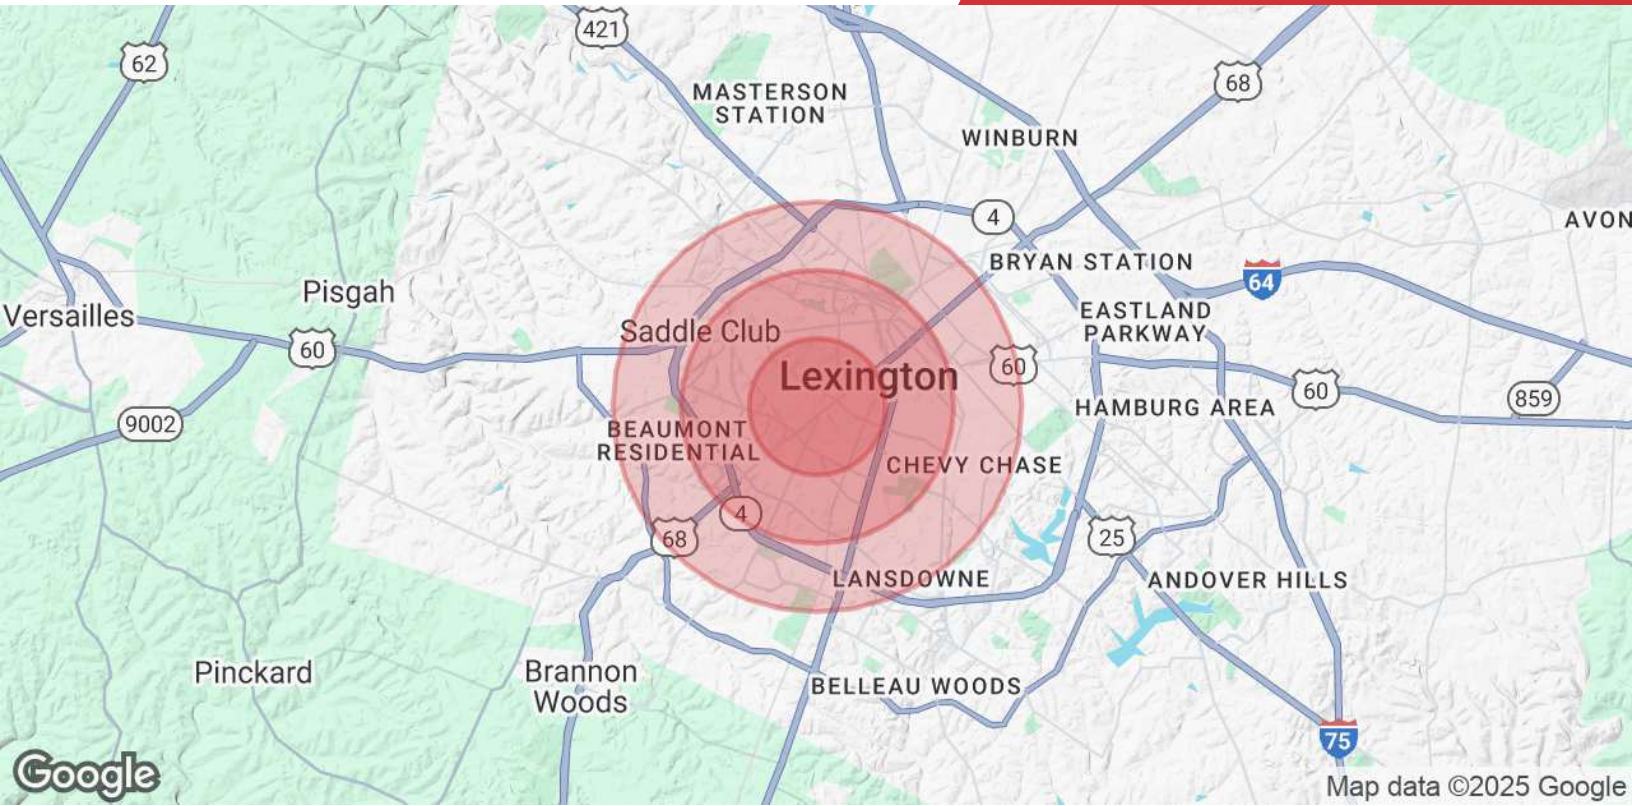 421
62
MASTERSON
STATION
68
WINBURN
4
AVON
BRYAN STATION
64
Pisgah
Versailles
EASTLAND
PARKWAY
Saddle Club
60
60
Lexington
60
859
9002
HAMBURG AREA
BEAUMONT
RESIDENTIAL
CHEVY CHASE
4
68
25
LANSDOWNE
ANDOVER HILLS
Pinckard
Brannon
Woods
BELLEAU WOODS
75
Google
Map data ©2025 Google